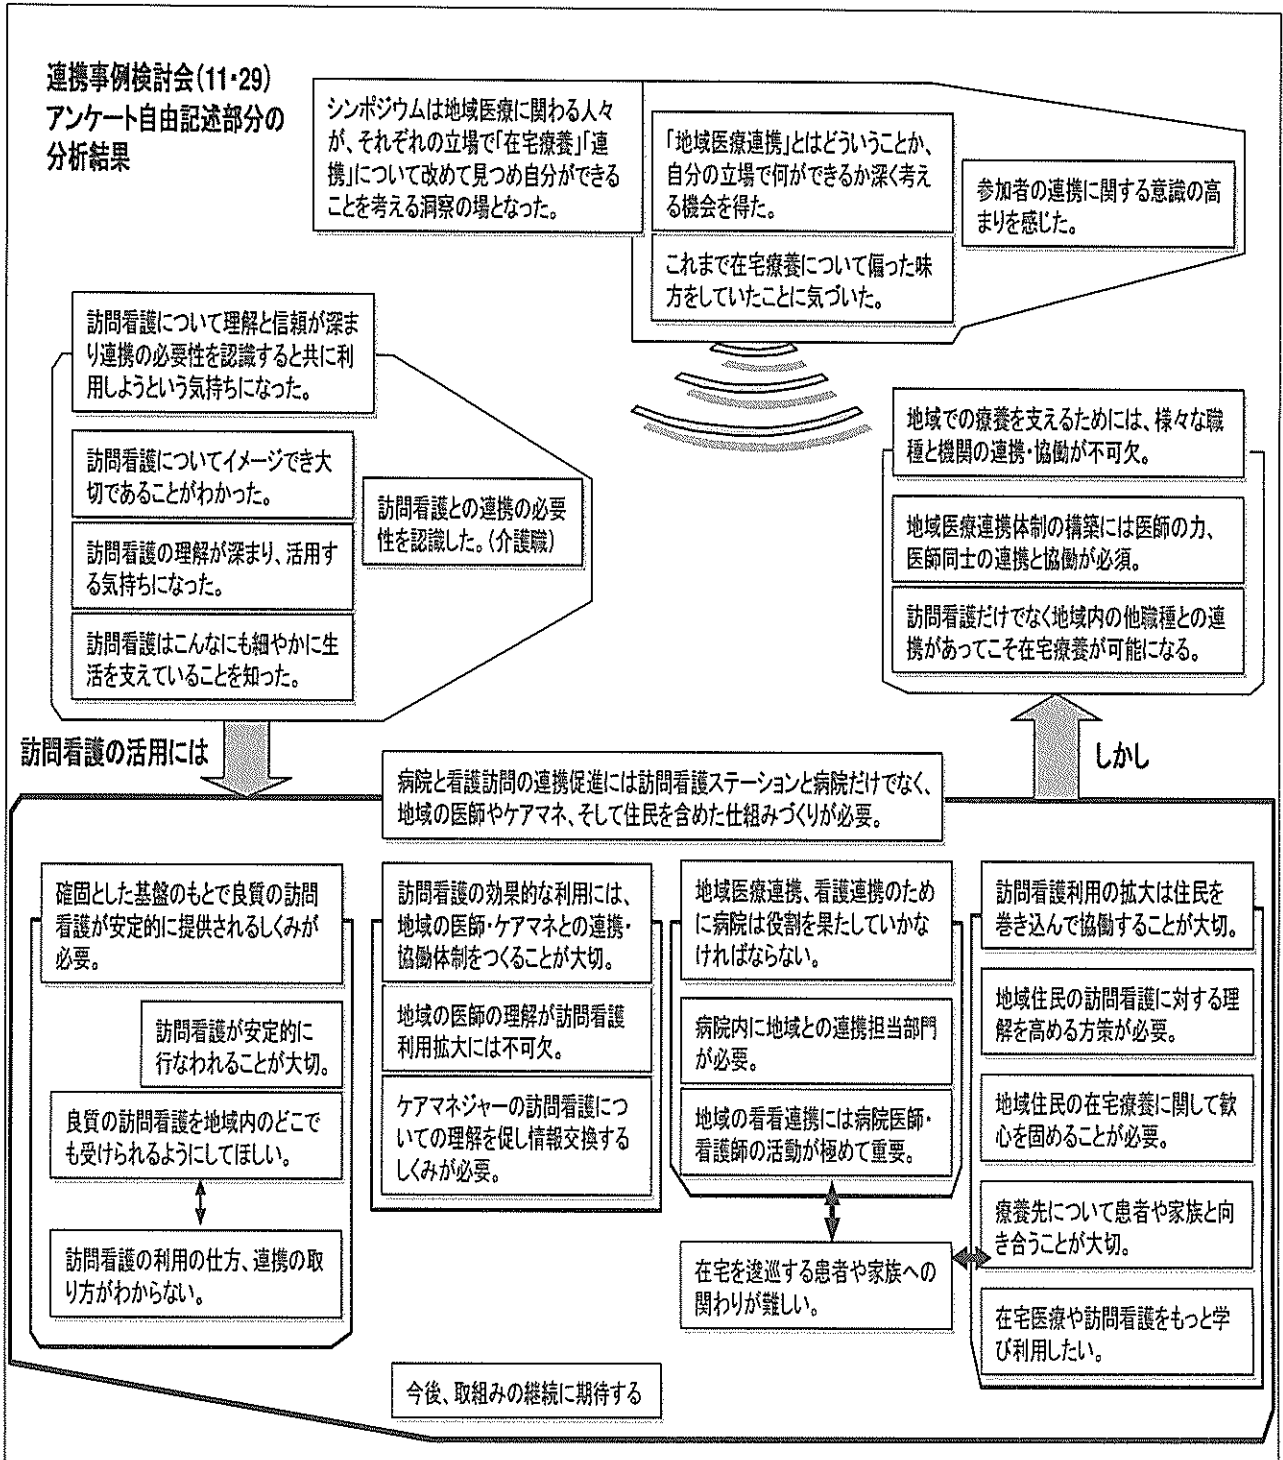 連携事例検討会(11・29)
アンケート自由記述部分の
分析結果
シンポジウムは地域医療に関わる人々
が、それぞれの立場で「在宅療養」「連
携」について改めて見つめ自分ができる
ことを考える洞察の場となった。
「地域医療連携」とはどういうことか、
自分の立場で何ができるか深く考え
る機会を得た。
これまで在宅療養について偏った味
方をしていたことに気づいた。
参加者の連携に関する意識の高
まりを感じた。
訪問看護について理解と信頼が深ま
り連携の必要性を認識すると共に利
用しようという気持ちになった。
訪問看護についてイメージでき大
切であることがわかった。
訪問看護の理解が深まり、活用す
る気持ちになった。
訪問看護はこんなにも細やかに生
活を支えていることを知った。
訪問看護との連携の必要
性を認識した。(介護職)
地域での療養を支えるためには、様々な職
種と機関の連携・協働が不可欠。
地域医療連携体制の構築には医師の力、
医師同士の連携と協働が必須。
訪問看護だけでなく地域内の他職種との連
携があってこそ在宅療養が可能になる。
訪問看護の活用には
しかし
病院と看護訪問の連携促進には訪問看護ステーションと病院だけでなく、
地域の医師やケアマネ、そして住民を含めた仕組みづくりが必要。
確固とした基盤のもとで良質の訪問
看護が安定的に提供されるしくみが
必要。
訪問看護が安定的に
行なわれることが大切。
良質の訪問看護を地域内のどこで
も受けられるようにしてほしい。
訪問看護の利用の仕方、連携の取
り方がわからない。
訪問看護の効果的な利用には、
地域の医師・ケアマネとの連携・
協働体制をつくることが大切。
地域の医師の理解が訪問看護
利用拡大には不可欠。
ケアマネジャーの訪問看護につ
いての理解を促し情報交換する
しくみが必要。
地域医療連携、看護連携のため
に病院は役割を果たしていかな
ければならない。
病院内に地域との連携担当部門
が必要。
地域の看看連携には病院医師・
看護師の活動が極めて重要。
在宅を逡巡する患者や家族への
関わりが難しい。
訪問看護利用の拡大は住民を
巻き込んで協働することが大切。
地域住民の訪問看護に対する理
解を高める方策が必要。
地域住民の在宅療養に関して歓
心を固めることが必要。
療養先について患者や家族と向
き合うことが大切。
在宅医療や訪問看護をもっと学
び利用したい。
今後、取組みの継続に期待する